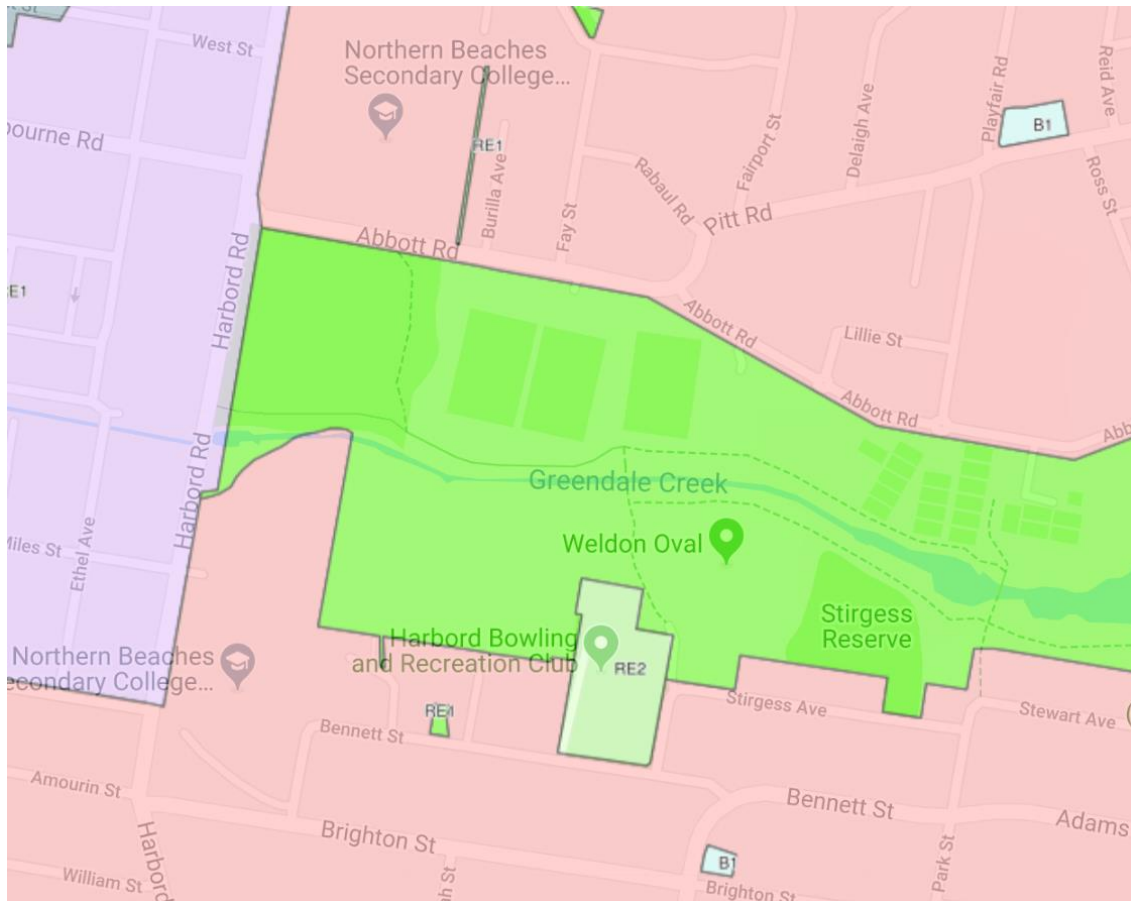 West St
Northern Beaches
Secondary College...
bourne Rd
RE1
Burilla Ave
Fay St
Rabaul Rd
Fairport St
Delaigh Ave
Playfair Rd
Reid Ave
B1
Ross St
Pitt Rd
Abbott Rd
Harbord Rd
RE1
Abbott Rd
Lillie St
Abbott Rd
Abb
Greendale Creek
Harbord Rd
Weldon Oval
Miles St
Ethel Ave
Stirgess
Reserve
Northern Beaches
econdary College...
Harbord Bowling
and Recreation Club
RE2
RE1
Bennett St
Stirgess Ave
Stewart Ave
Amourin St
Bennett St
Adams
Brighton St
Harbord
B1
William St
Brighton St
Park St